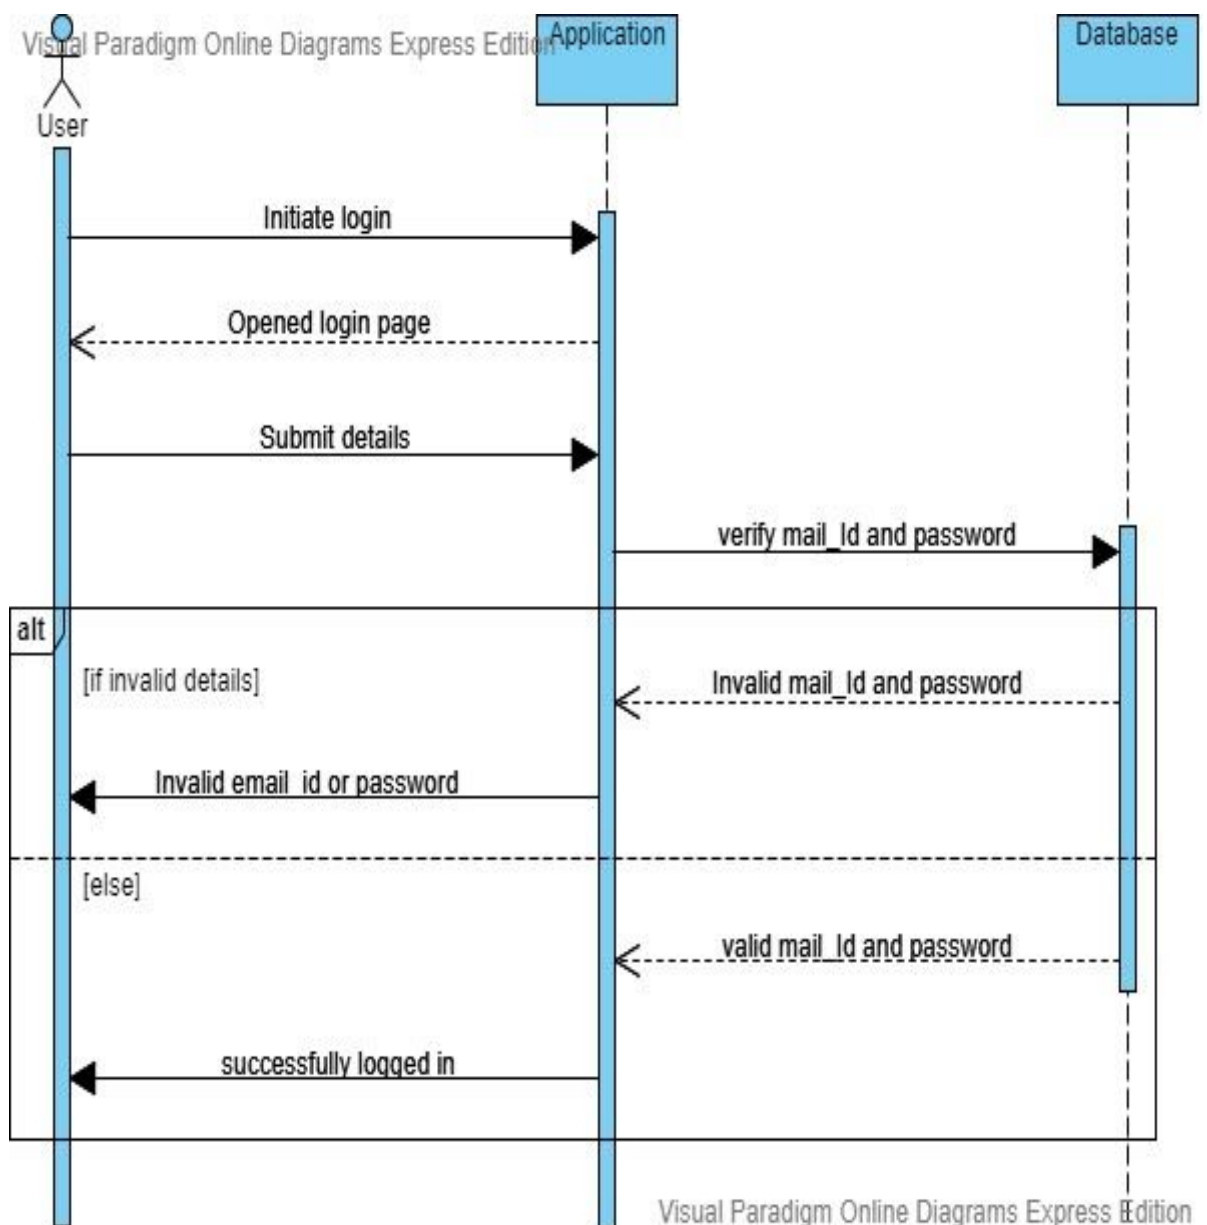 Visual Paradigm Online Diagrams Express Edition
Application
Database
User
Initiate login
Opened login page
Submit details
verify mail_Id and password
alt
[if invalid details]
Invalid mail_Id and password
Invalid email_id or password
[else]
valid mail_Id and password
successfully logged in
Visual Paradigm Online Diagrams Express Edition